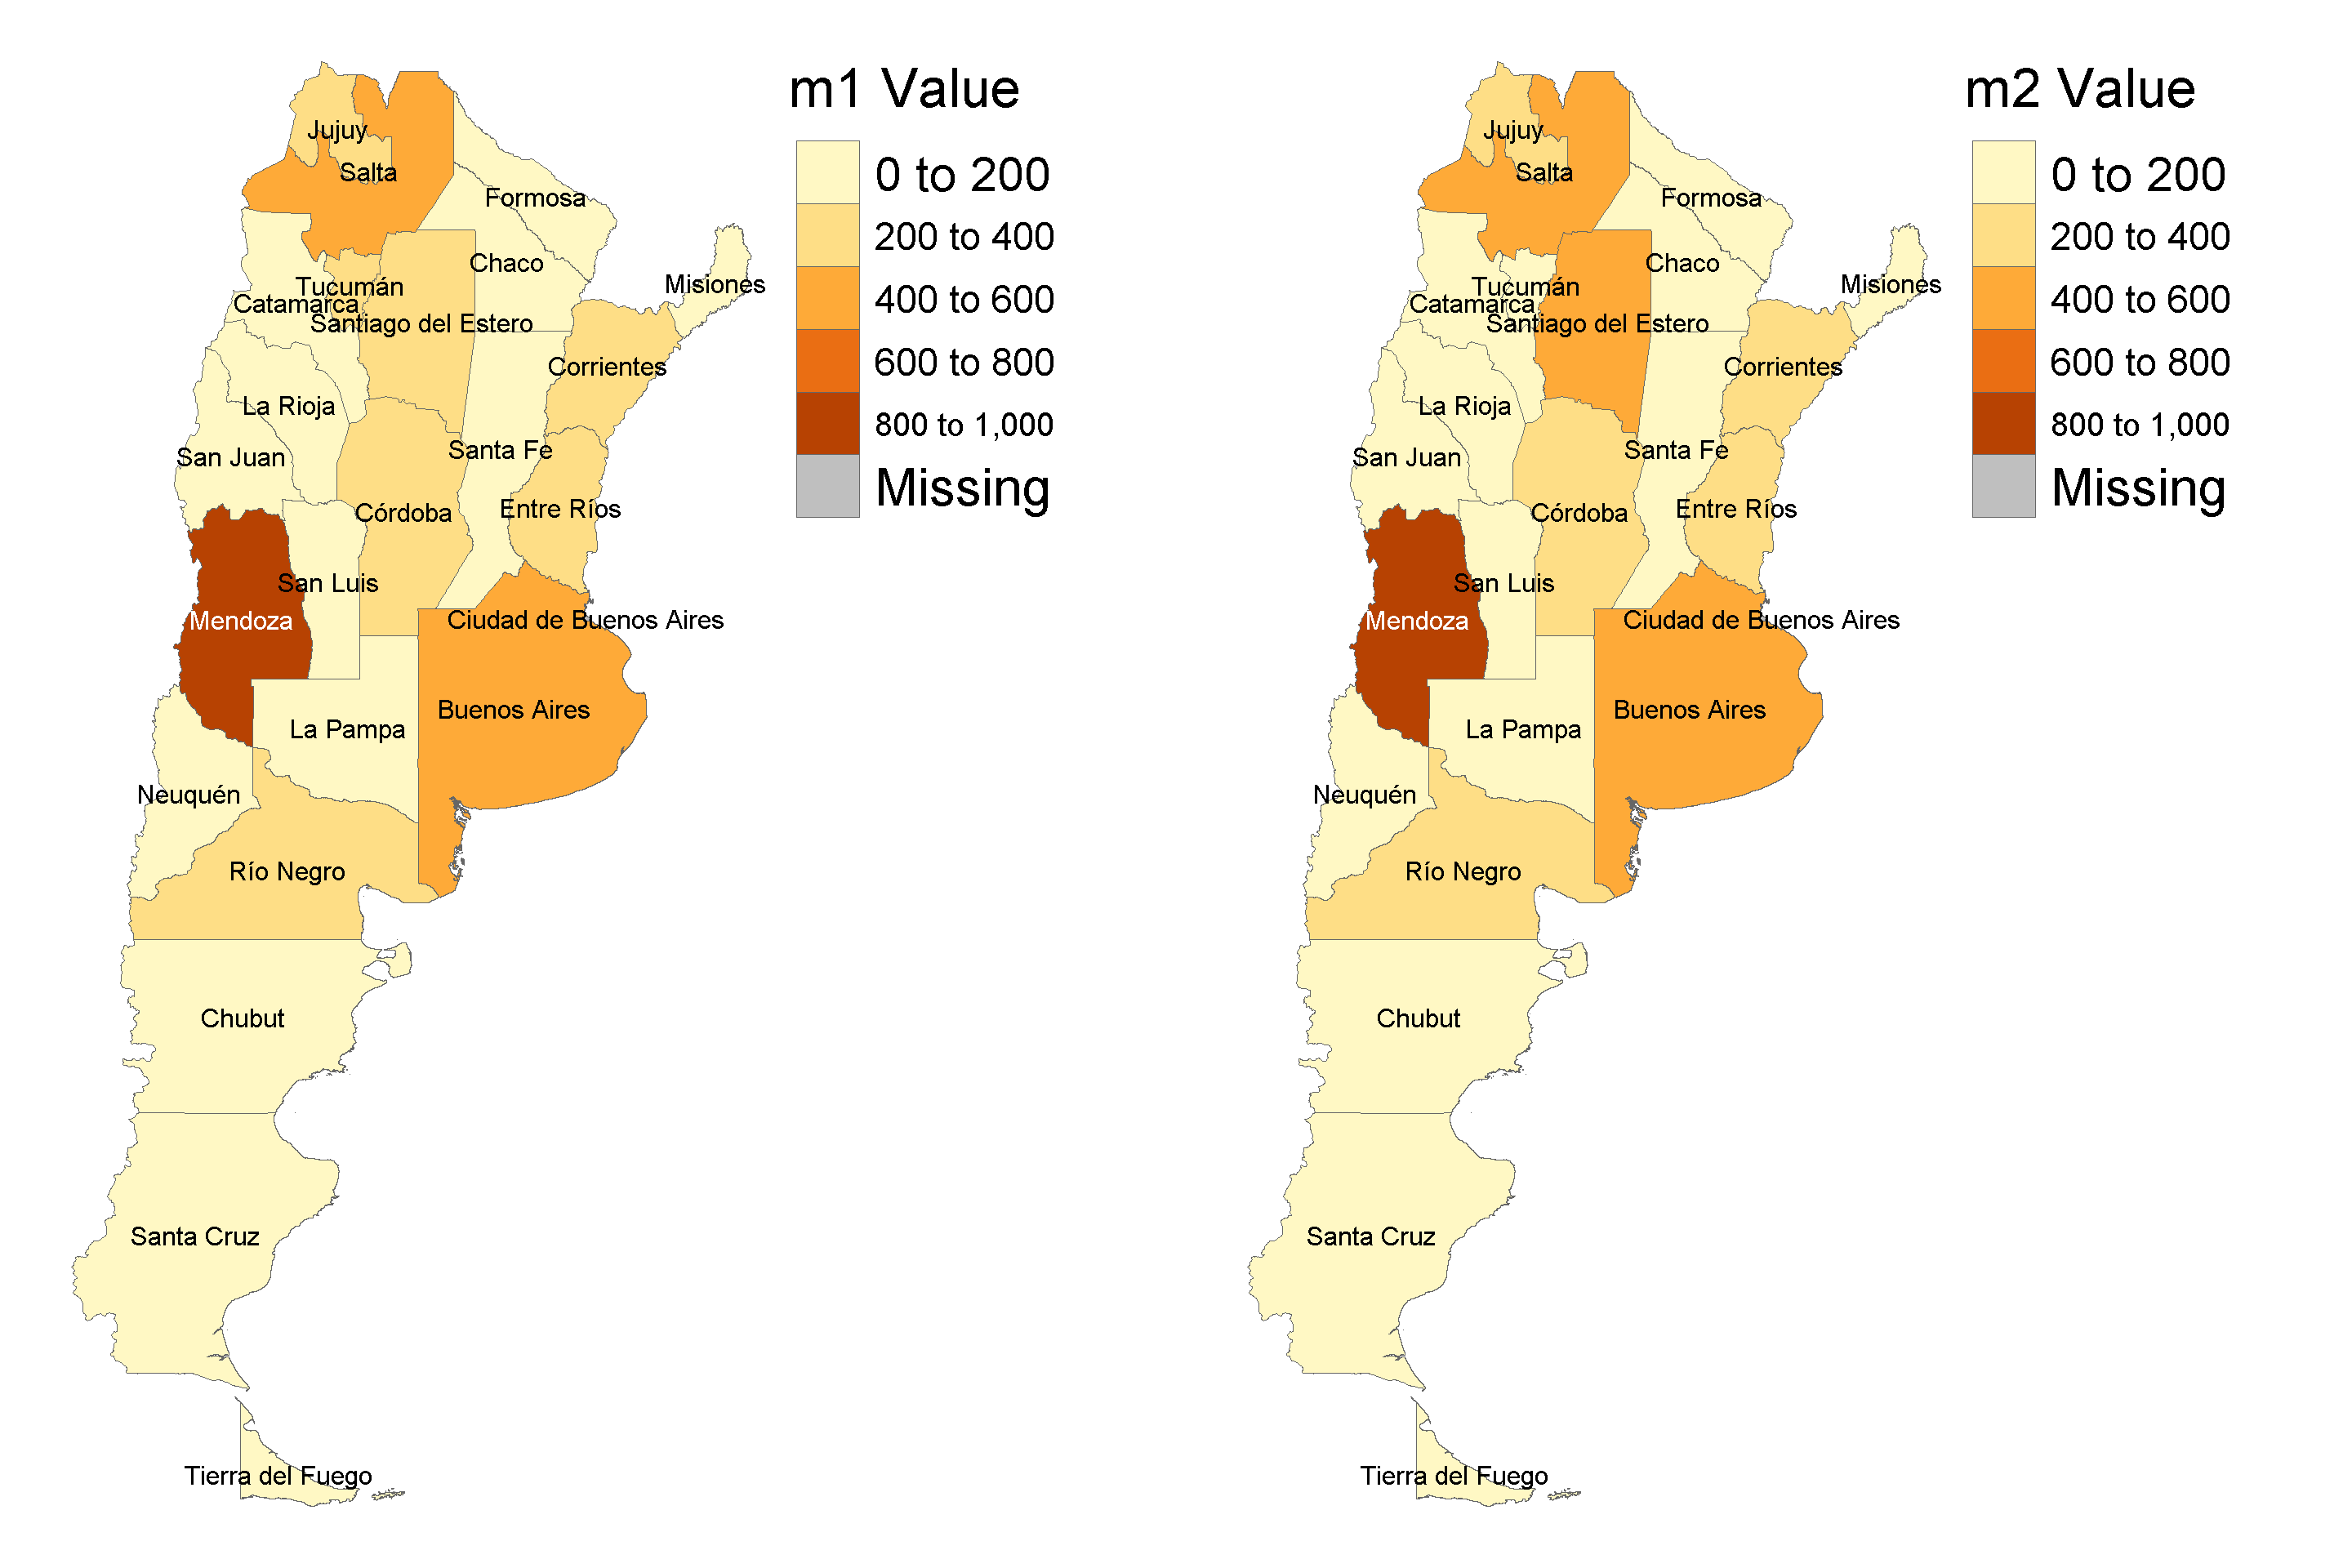 m1 Value
0 to 200
200 to 400
400 to 600
600 to 800
800 to 1,000
Missing
Jujuy
Salta
Formosa
Chaco
Misiones
Tucumán
Catamarca
Santiago del Estero
Corrientes
La Rioja
Santa Fe
San Juan
Entre Ríos
Córdoba
San Luis
Mendoza
Ciudad de Buenos Aires
Buenos Aires
La Pampa
Neuquén
Río Negro
Chubut
Santa Cruz
Tierra del Fuego
m2 Value
0 to 200
200 to 400
400 to 600
600 to 800
800 to 1,000
Missing
Jujuy
Salta
Formosa
Chaco
Misiones
Tucumán
Catamarca
Santiago del Estero
Corrientes
La Rioja
Santa Fe
San Juan
Entre Ríos
Córdoba
San Luis
Mendoza
Ciudad de Buenos Aires
Buenos Aires
La Pampa
Neuquén
Río Negro
Chubut
Santa Cruz
Tierra del Fuego